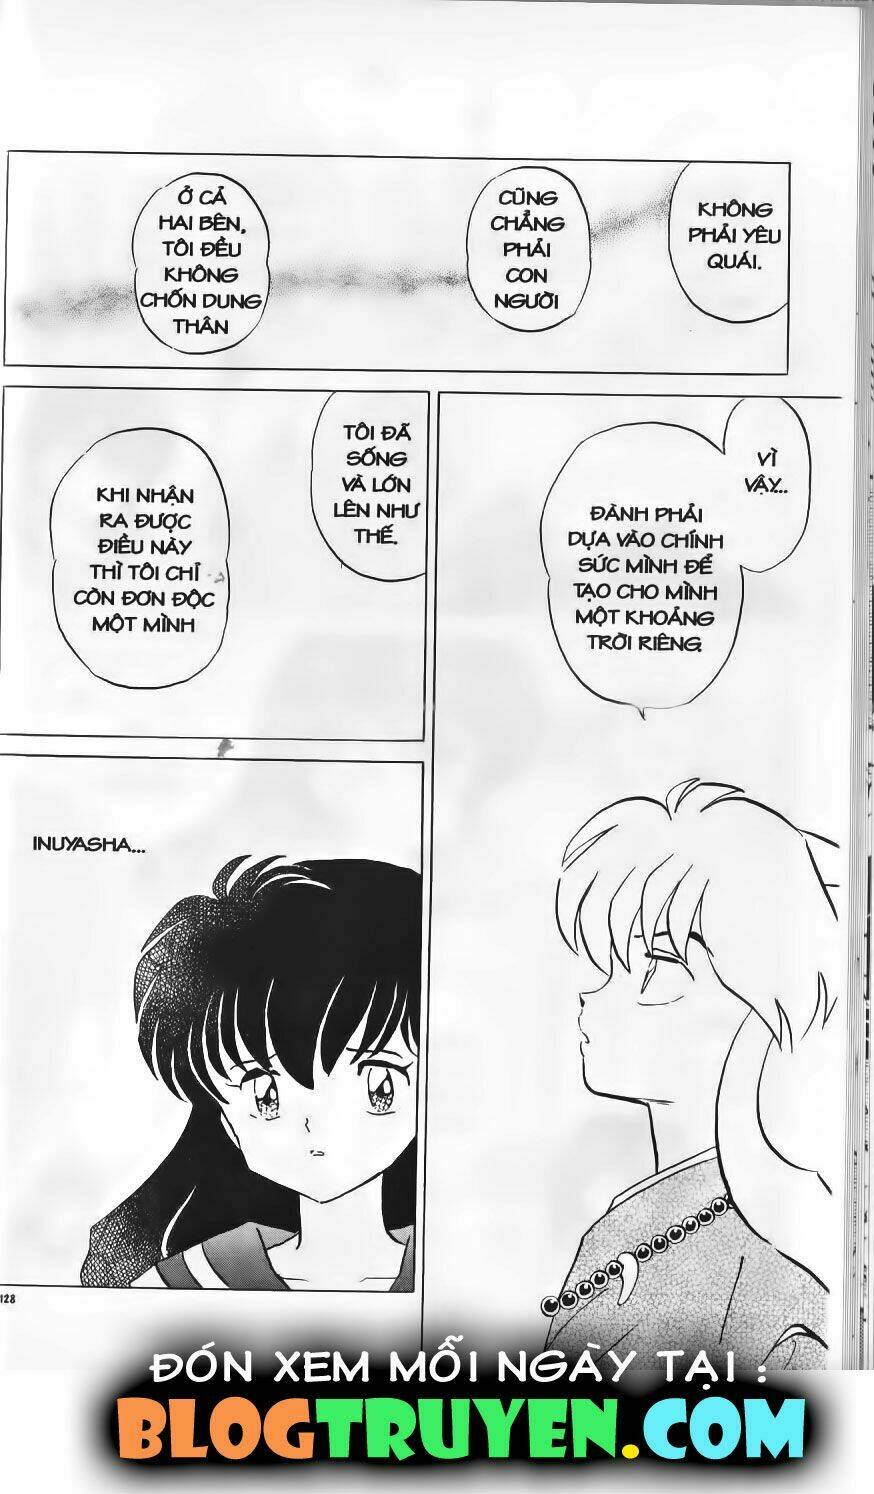 KHÔNG
PHẢI YÊU
QUÁI.
CŨNG
CHẲNG
PHẢI
CON
NGƯỜI
Ở CẢ
HAI BÊN,
TÔI ĐỀU
KHÔNG
CHỐN DUNG
THÂN
VÌ
VẬY...
ĐÀNH PHẢI
DỰA VÀO CHÍNH
SỨC MÌNH ĐỂ
TẠO CHO MÌNH
MỘT KHOẢNG
TRỜI RIÊNG.
TÔI ĐÃ
SỐNG
VÀ LỚN
LÊN NHƯ
THẾ.
KHI NHẬN
RA ĐƯỢC
ĐIỀU NÀY
THÌ TÔI CHỈ
CÒN ĐƠN ĐỘC
MỘT MÌNH
INUYASHA...
128
ĐÓN XEM MỖI NGÀY TẠI :
BLOGTRUYEN.COM